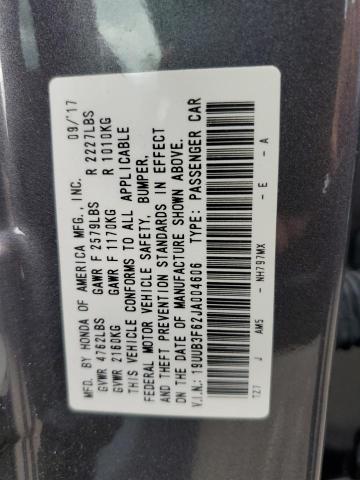 MFD. BY HONDA OF AMERICA MFG.,INC. 09/'17
GVWR 4762LBS GAWR F 2579LBS R 2227LBS
GVWR 2160KG GAWR F 1170KG R 1010KG
THIS VEHICLE CONFORMS TO ALL APPLICABLE
FEDERAL MOTOR VEHICLE SAFETY, BUMPER,
AND THEFT PREVENTION STANDARDS IN EFFECT
ON THE DATE OF MANUFACTURE SHOWN ABOVE.
V.I.N.: 19UUB3F62JA004606 TYPE: PASSENGER CAR
J AM5 - NH797MX - E - A
TZ7